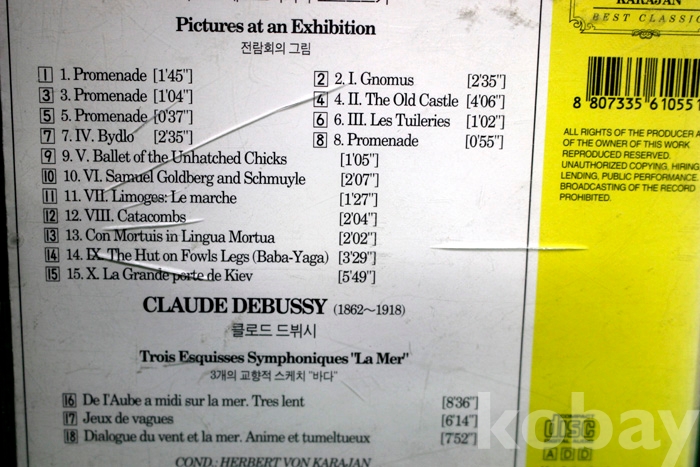 KARAJAN
BEST CLASSIC
Pictures at an Exhibition
전람회의 그림
1 1. Promenade [1'45"]
2 2. I. Gnomus [2'35"]
3 3. Promenade [1'04"]
4 4. II. The Old Castle [4'06"]
5 5. Promenade [0'37"]
6 6. III. Les Tuileries [1'02"]
7 7. IV. Bydlo [2'35"]
8 8. Promenade [0'55"]
9 9. V. Ballet of the Unhatched Chicks [1'05"]
10 10. VI. Samuel Goldberg and Schmuyle [2'07"]
11 11. VII. Limoges: Le marche [1'27"]
12 12. VIII. Catacombs [2'04"]
13 13. Con Mortuis in Lingua Mortua [2'02"]
14 14. IX. The Hut on Fowls Legs (Baba-Yaga) [3'29"]
15 15. X. La Grande porte de Kiev [5'49"]
CLAUDE DEBUSSY (1862~1918)
클로드 드뷔시
Trois Esquisses Symphoniques "La Mer"
3개의 교향적 스케치 "바다"
16 De l'Aube a midi sur la mer. Tres lent [8'36"]
17 Jeux de vagues [6'14"]
18 Dialogue du vent et la mer. Anime et tumeltueux [7'52"]
COND.: HERBERT VON KARAJAN
8 807335 61055
ALL RIGHTS OF THE PRODUCER A
OF THE OWNER OF THIS WORK
REPRODUCED RESERVED.
UNAUTHORIZED COPYING, HIRING,
LENDING, PUBLIC PERFORMANCE
BROADCASTING OF THE RECORD
PROHIBITED.
kobay
disc
ADD